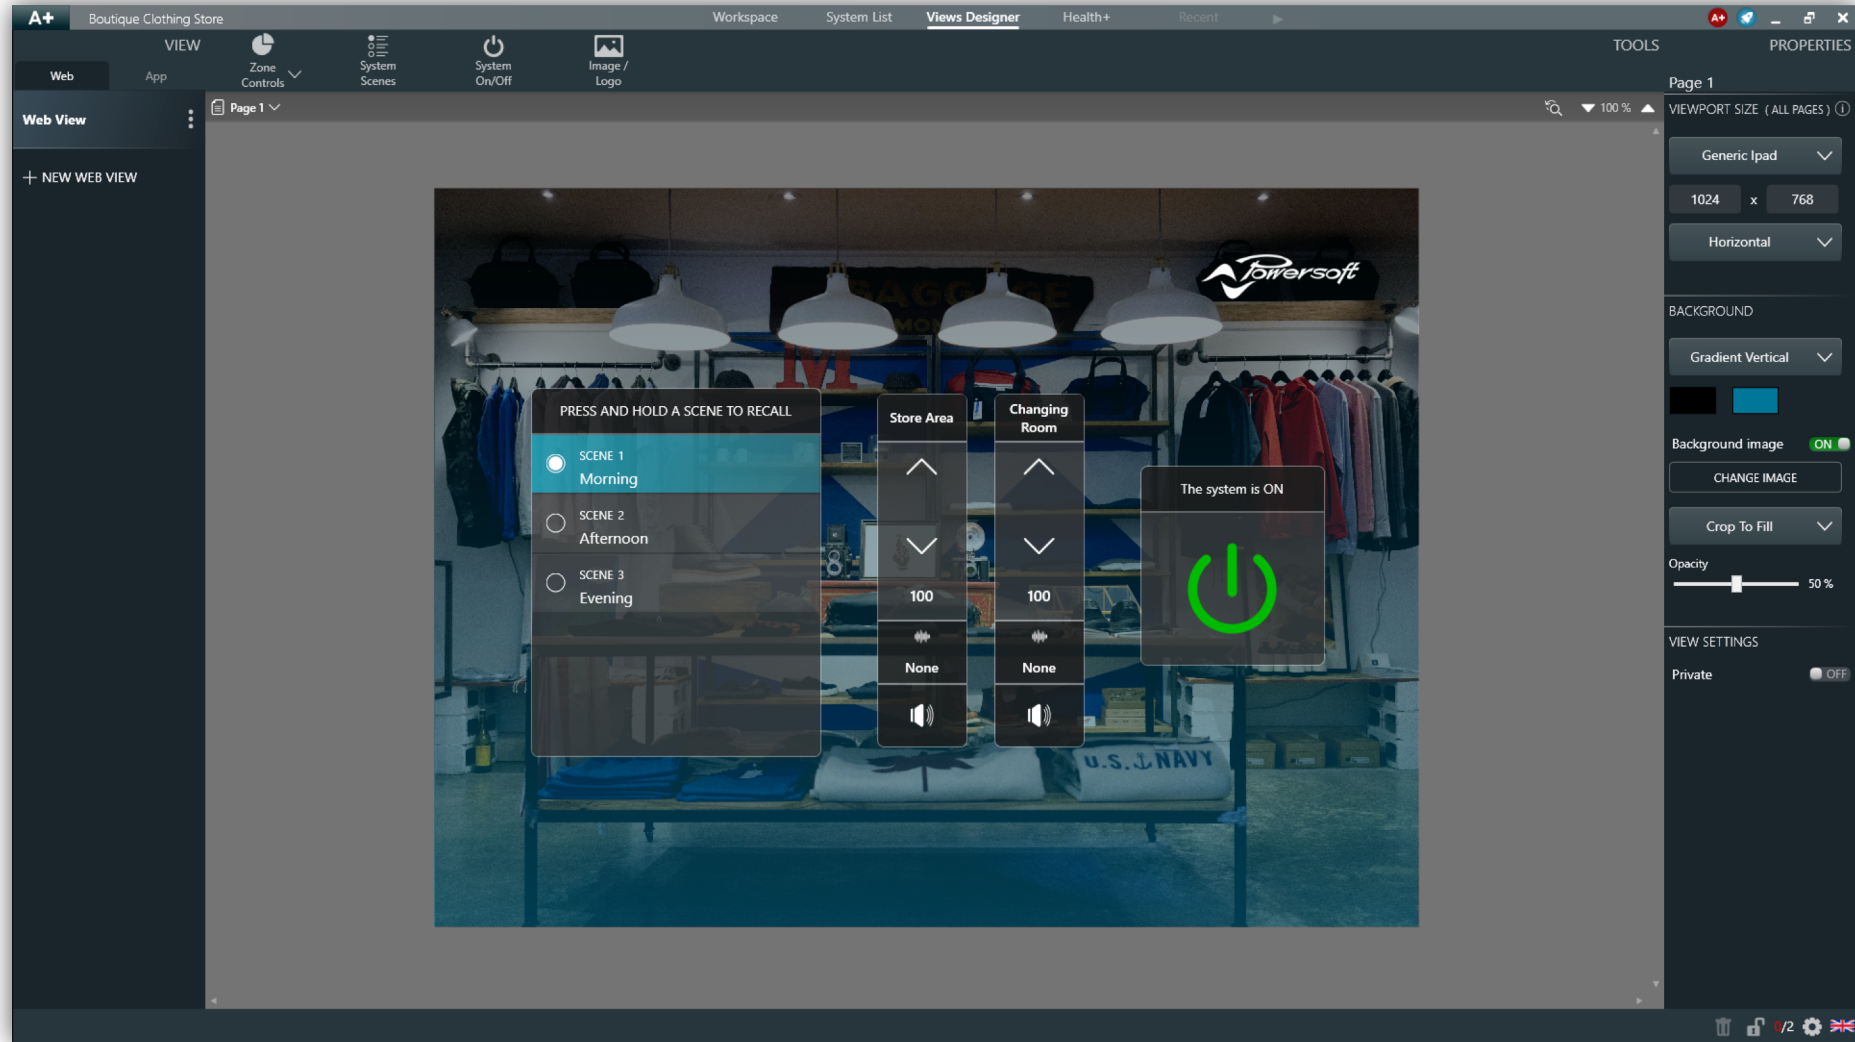 A+
Boutique Clothing Store
Workspace
System List
Views Designer
Health+
Recent
A+
VIEW
Web
App
Zone
Controls
System
Scenes
System
On/Off
Image /
Logo
TOOLS
PROPERTIES
Web View
+ NEW WEB VIEW
Page 1
100 %
Powersoft
BAGGAGE
M
PRESS AND HOLD A SCENE TO RECALL
SCENE 1
Morning
SCENE 2
Afternoon
SCENE 3
Evening
Store Area
100
None
Changing
Room
100
None
The system is ON
U.S. NAVY
Page 1
VIEWPORT SIZE ( ALL PAGES )
Generic Ipad
1024 x 768
Horizontal
BACKGROUND
Gradient Vertical
Background image ON
CHANGE IMAGE
Crop To Fill
Opacity
50 %
VIEW SETTINGS
Private OFF
0/2